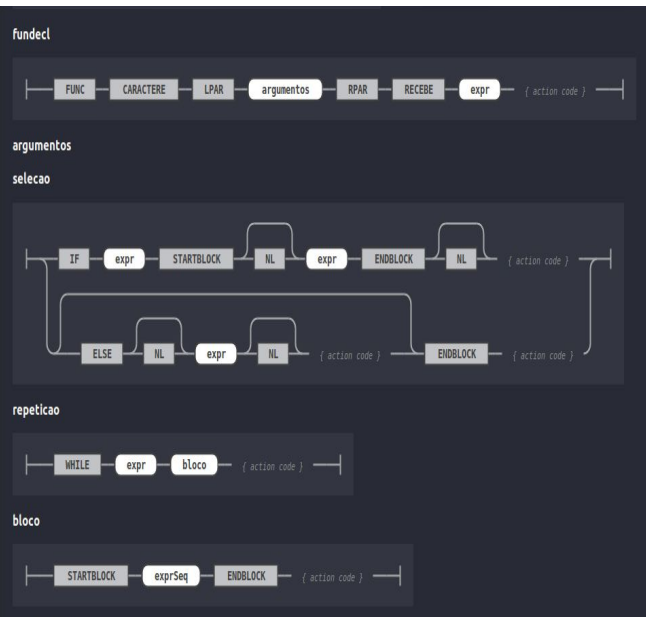 fundecl
FUNC CARACTERE LPAR argumentos RPAR RECEBE expr { action code }
argumentos
selecao
IF expr STARTBLOCK NL expr ENDBLOCK NL { action code }
ELSE NL expr NL { action code } ENDBLOCK { action code }
repeticao
WHILE expr bloco { action code }
bloco
STARTBLOCK exprSeq ENDBLOCK { action code }